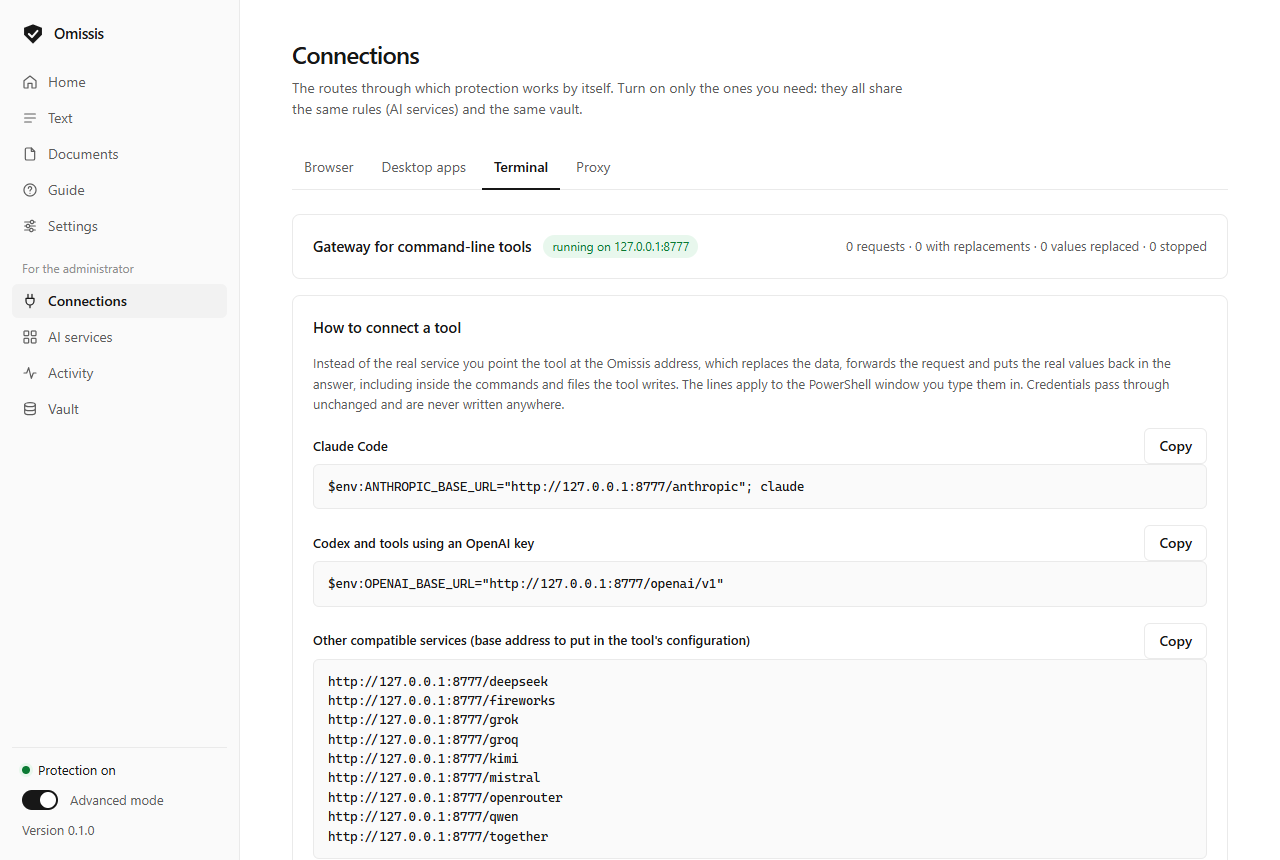 Omissis
Home
Text
Documents
Guide
Settings
For the administrator
Connections
AI services
Activity
Vault
Protection on
Advanced mode
Version 0.1.0
Connections
The routes through which protection works by itself. Turn on only the ones you need: they all share
the same rules (AI services) and the same vault.
Browser Desktop apps Terminal Proxy
Gateway for command-line tools running on 127.0.0.1:8777 0 requests · 0 with replacements · 0 values replaced · 0 stopped
How to connect a tool
Instead of the real service you point the tool at the Omissis address, which replaces the data, forwards the request and puts the real values back in the
answer, including inside the commands and files the tool writes. The lines apply to the PowerShell window you type them in. Credentials pass through
unchanged and are never written anywhere.
Claude Code Copy
$env:ANTHROPIC_BASE_URL="http://127.0.0.1:8777/anthropic"; claude
Codex and tools using an OpenAI key Copy
$env:OPENAI_BASE_URL="http://127.0.0.1:8777/openai/v1"
Other compatible services (base address to put in the tool's configuration) Copy
http://127.0.0.1:8777/deepseek
http://127.0.0.1:8777/fireworks
http://127.0.0.1:8777/grok
http://127.0.0.1:8777/groq
http://127.0.0.1:8777/kimi
http://127.0.0.1:8777/mistral
http://127.0.0.1:8777/openrouter
http://127.0.0.1:8777/qwen
http://127.0.0.1:8777/together